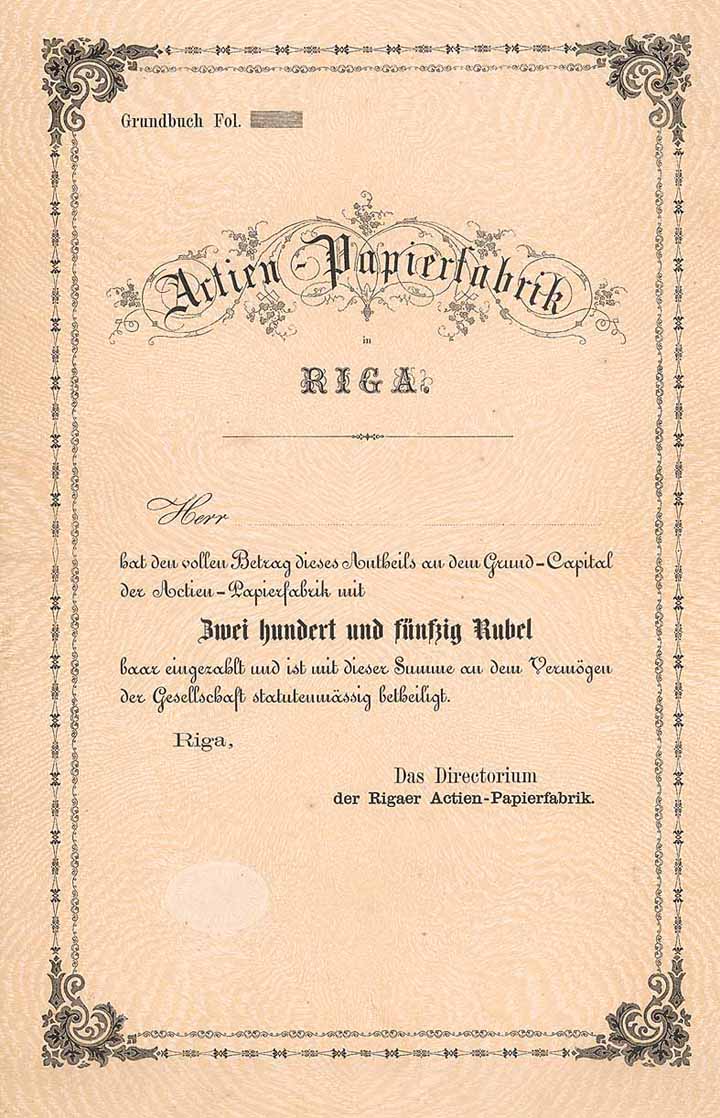 Grundbuch Fol.
Actien-Papierfabrik
in
RIGA.
Herr
hat den vollen Betrag dieses Antheils an dem Grund-Capital
der Actien-Papierfabrik mit
Zwei hundert und fünfzig Rubel
baar eingezahlt und ist mit dieser Summe an dem Vermögen
der Gesellschaft statutenmässig betheiligt.
Riga,
Das Directorium
der Rigaer Actien-Papierfabrik.